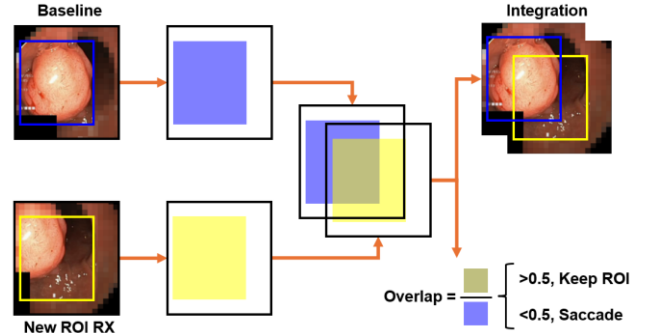 Baseline
Integration
New ROI RX
Overlap =
>0.5, Keep ROI
<0.5, Saccade